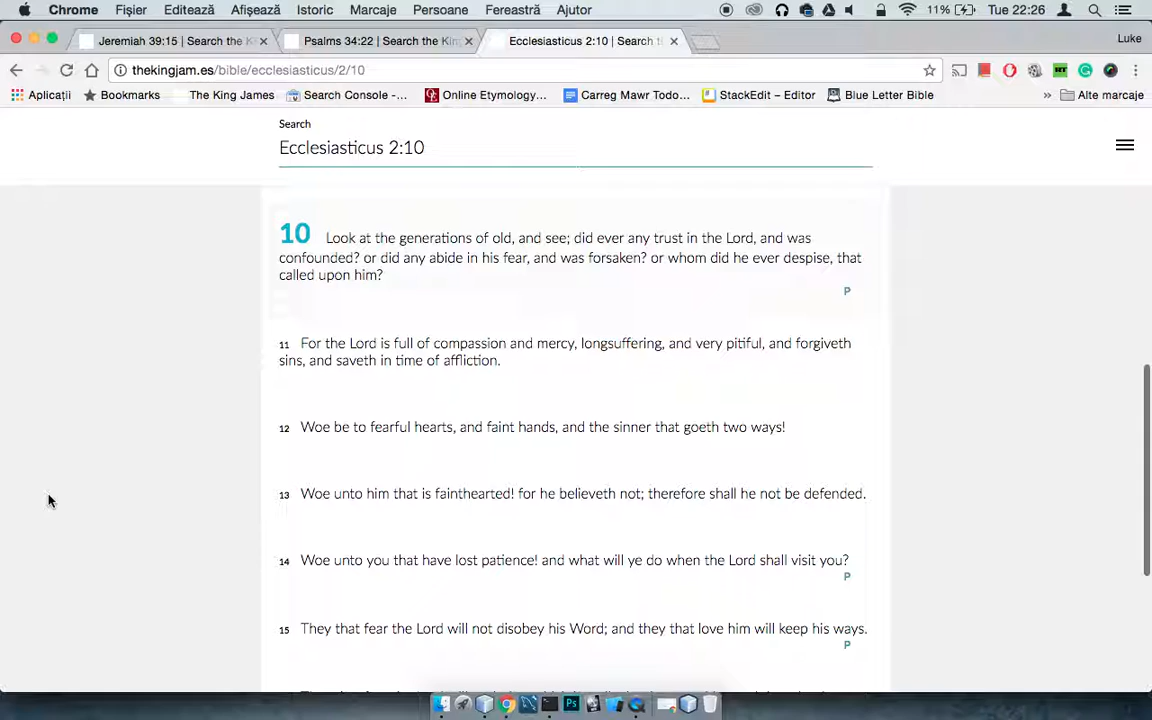 Chrome Fișier Editează Afișează Istoric Marcaje Persoane Fereastră Ajutor 11% Tue 22:26
Jeremiah 39:15 | Search the K Psalms 34:22 | Search the Kin Ecclesiasticus 2:10 | Search t Luke
thekingjam.es/bible/ecclesiasticus/2/10
Aplicații Bookmarks The King James Search Console -... Online Etymology... Carreg Mawr Todo... StackEdit – Editor Blue Letter Bible » Alte marcaje
Search
Ecclesiasticus 2:10
10 Look at the generations of old, and see; did ever any trust in the Lord, and was
confounded? or did any abide in his fear, and was forsaken? or whom did he ever despise, that
called upon him?
P
11 For the Lord is full of compassion and mercy, longsuffering, and very pitiful, and forgiveth
sins, and saveth in time of affliction.
12 Woe be to fearful hearts, and faint hands, and the sinner that goeth two ways!
13 Woe unto him that is fainthearted! for he believeth not; therefore shall he not be defended.
14 Woe unto you that have lost patience! and what will ye do when the Lord shall visit you?
P
15 They that fear the Lord will not disobey his Word; and they that love him will keep his ways.
P
Ps